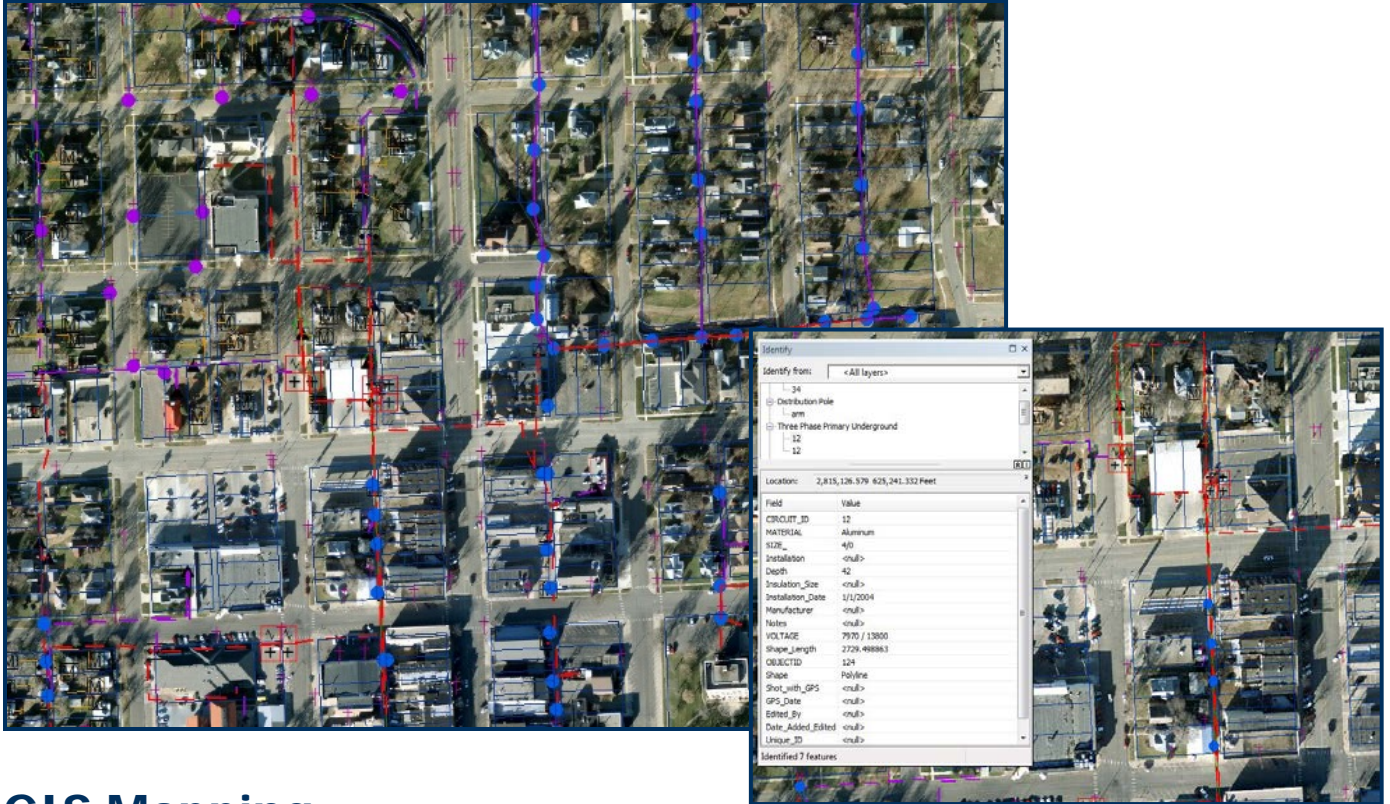 Identify
Identify from: <All layers>
34
Distribution Pole
arm
Three Phase Primary Underground
12
12
Location: 2,815,126.579 625,241.332 Feet
Field Value
CIRCUIT_ID 12
MATERIAL Aluminum
SIZE_ 4/0
Installation <null>
Depth 42
Insulation_Size <null>
Installation_Date 1/1/2004
Manufacturer <null>
Notes <null>
VOLTAGE 7970 / 13800
Shape_Length 2729.498863
OBJECTID 124
Shape Polyline
Shot_with_GPS <null>
GPS_Date <null>
Edited_By <null>
Date_Added_Edited <null>
Unique_ID <null>
Identified 7 features
GIS Mapping